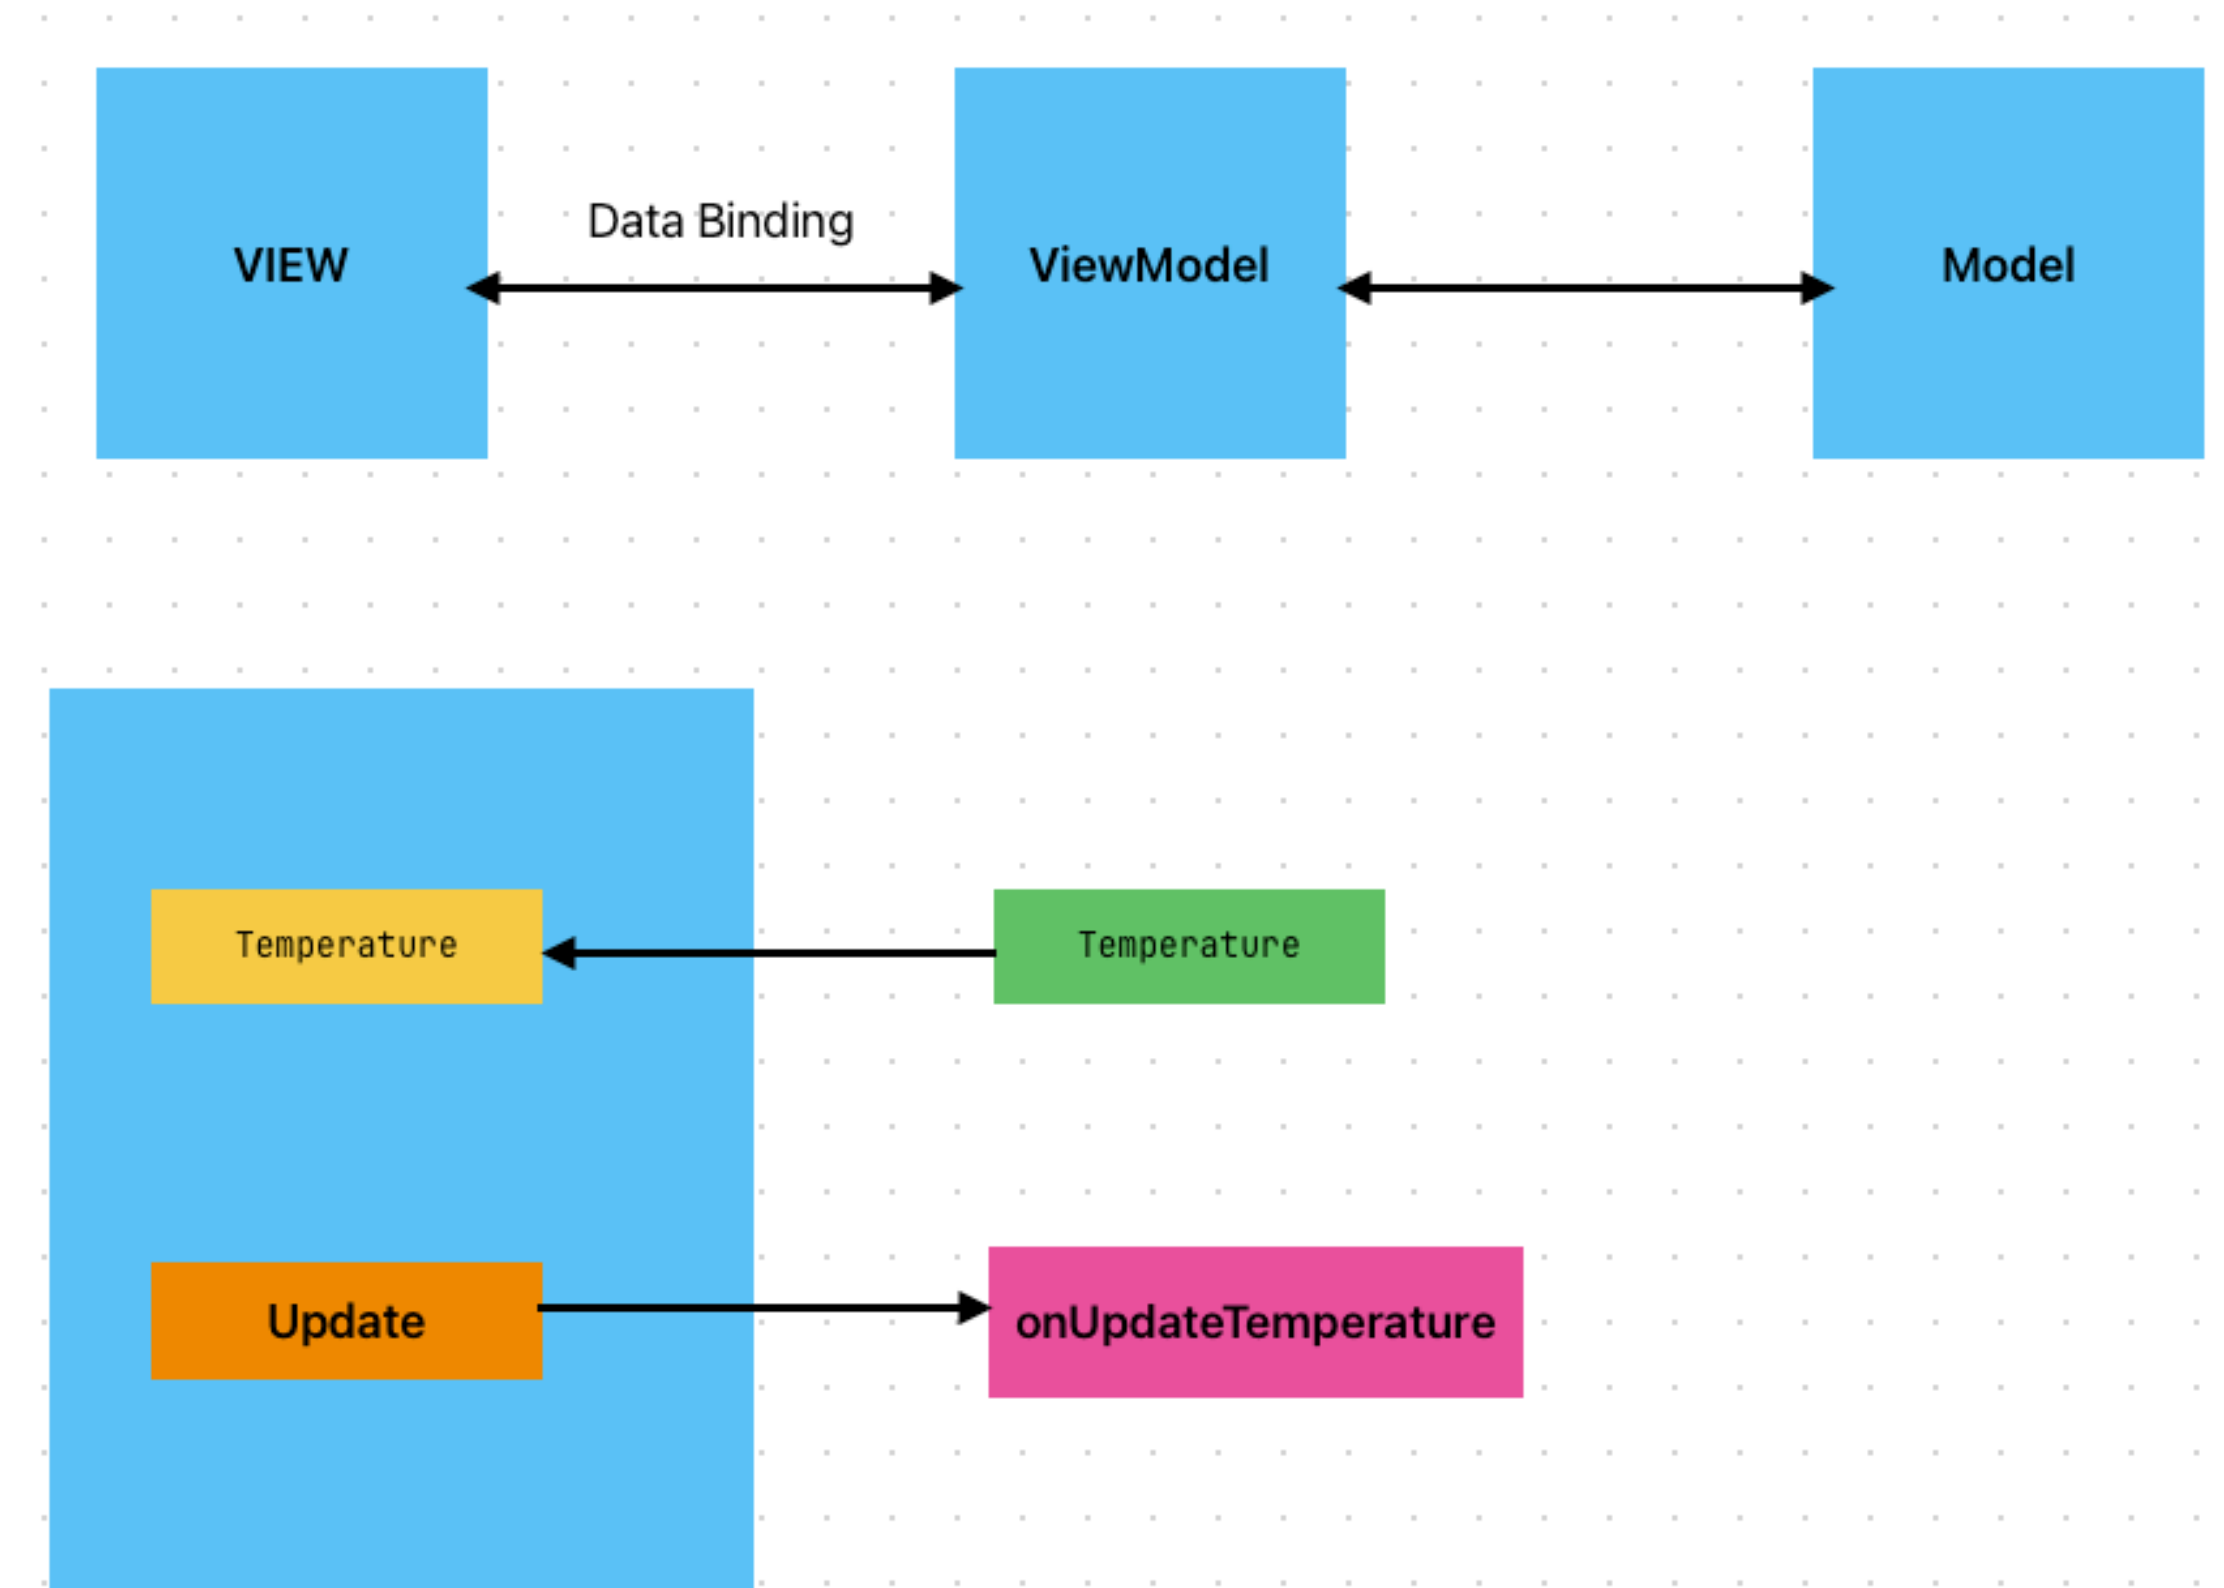 Data Binding
VIEW
ViewModel
Model
Temperature
Temperature
Update
onUpdateTemperature